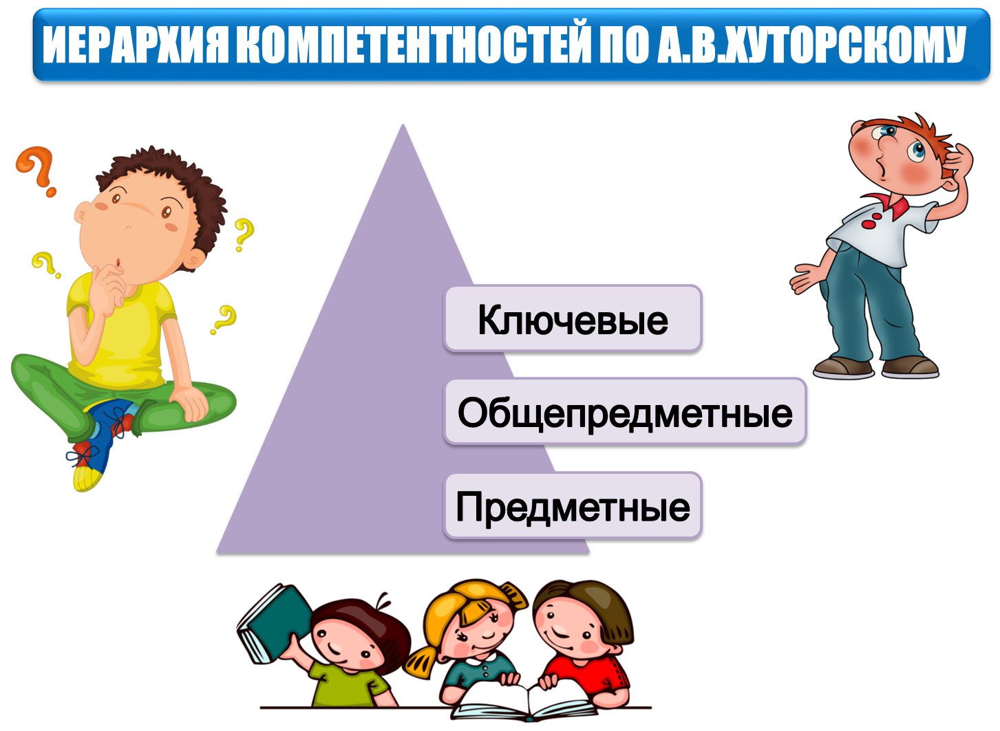 ИЕРАРХИЯ КОМПЕТЕНТНОСТЕЙ ПО А.В.ХУТОРСКОМУ
Ключевые
Общепредметные
Предметные